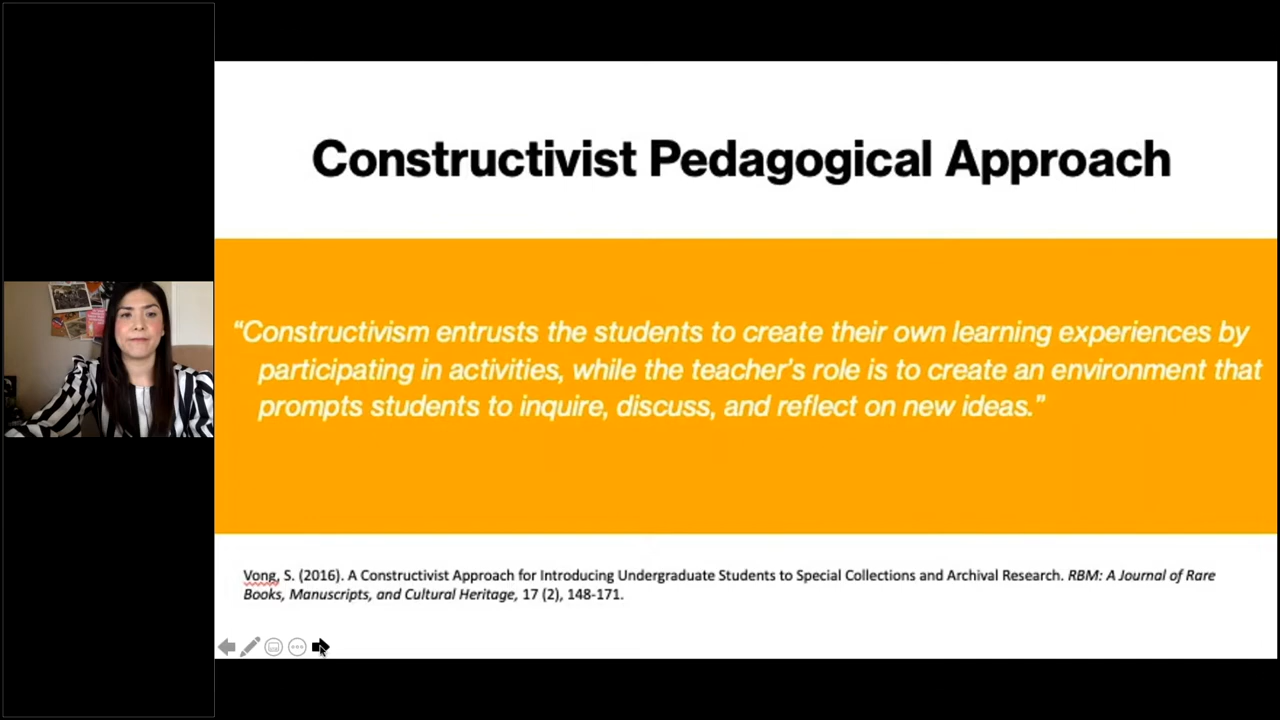 Constructivist Pedagogical Approach
“Constructivism entrusts the students to create their own learning experiences by
participating in activities, while the teacher’s role is to create an environment that
prompts students to inquire, discuss, and reflect on new ideas.”
Vong, S. (2016). A Constructivist Approach for Introducing Undergraduate Students to Special Collections and Archival Research. RBM: A Journal of Rare
Books, Manuscripts, and Cultural Heritage, 17 (2), 148-171.